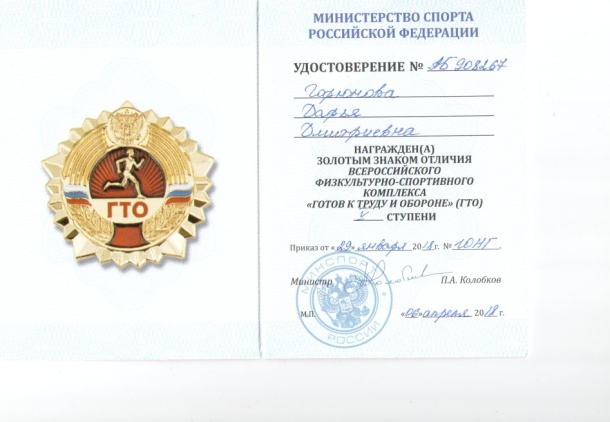 ГТО
МИНИСТЕРСТВО СПОРТА
РОССИЙСКОЙ ФЕДЕРАЦИИ
УДОСТОВЕРЕНИЕ № АБ 908267
Горюнова
Дарья
Дмитриевна
НАГРАЖДЕН(А)
ЗОЛОТЫМ ЗНАКОМ ОТЛИЧИЯ
ВСЕРОССИЙСКОГО
ФИЗКУЛЬТУРНО-СПОРТИВНОГО
КОМПЛЕКСА
«ГОТОВ К ТРУДУ И ОБОРОНЕ» (ГТО)
V СТУПЕНИ
Приказ от «29» января 2018 г. № 10НГ
Министр П.А. Колобков
МИНСПОРТ
РОССИИ
М.П. «06» апреля 2018 г.